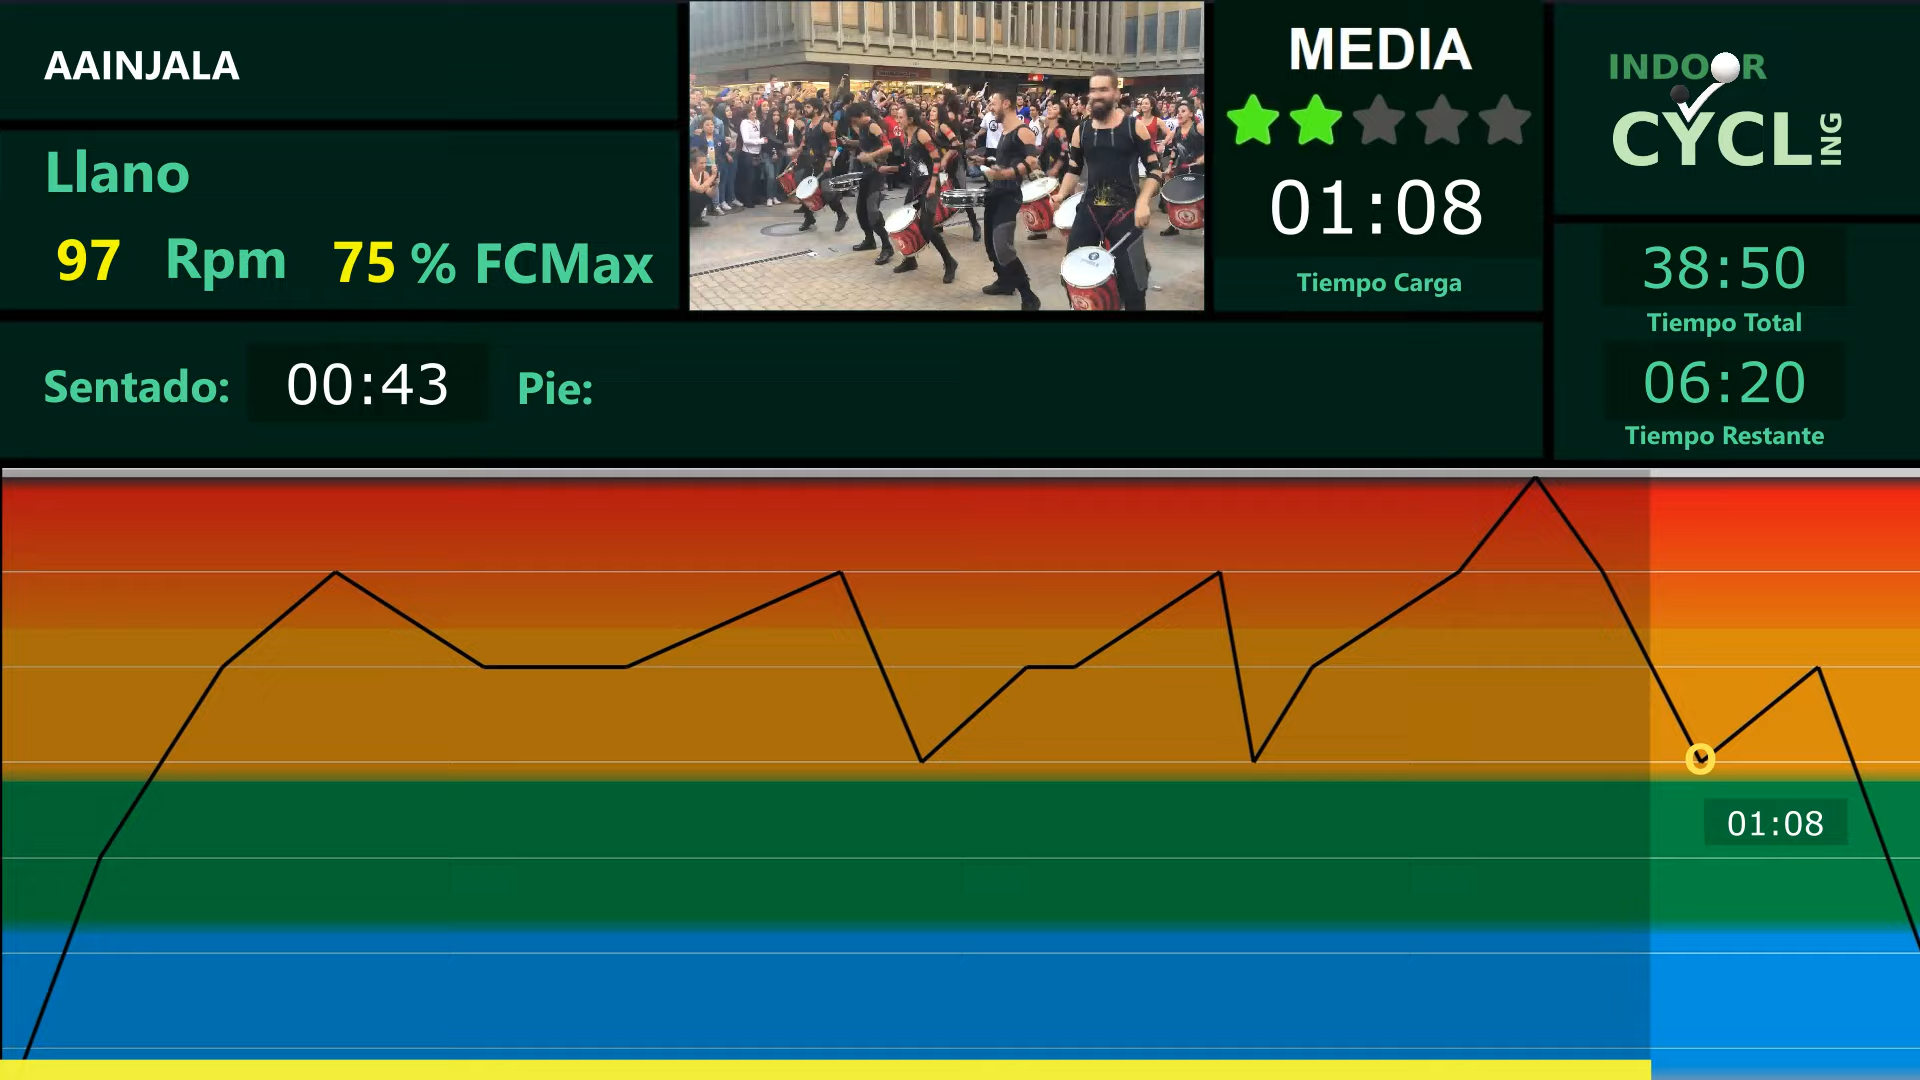 AAINJALA
Llano
97 Rpm 75 % FCMax
Sentado: 00:43 Pie:
MEDIA
01:08
Tiempo Carga
INDOOR
CYCLING
38:50
Tiempo Total
06:20
Tiempo Restante
01:08